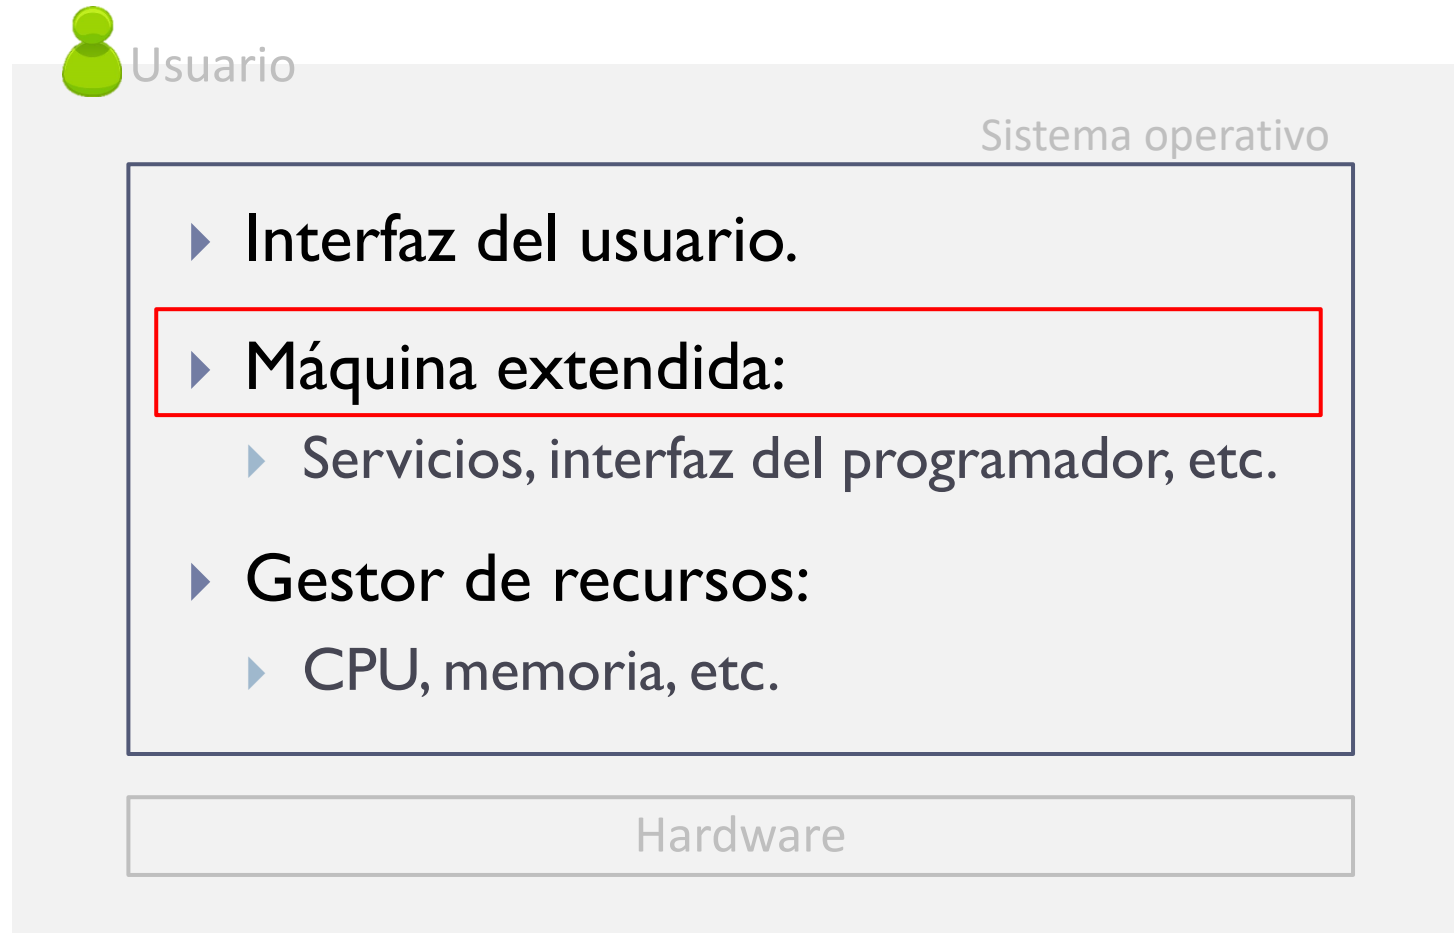 Usuario
Sistema operativo
Interfaz del usuario.
Máquina extendida:
Servicios, interfaz del programador, etc.
Gestor de recursos:
CPU, memoria, etc.
Hardware